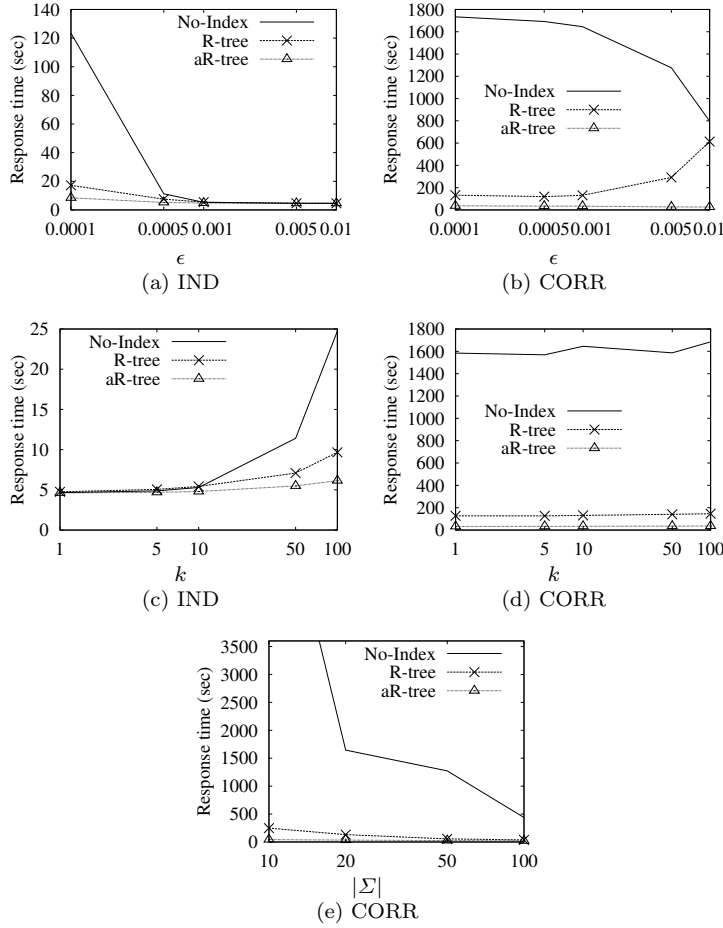 140
120
100
80
60
40
20
0
Response time (sec)
No-Index
R-tree
aR-tree
0.0001
0.0005
0.001
0.005
0.01
ϵ
(a) IND
1800
1600
1400
1200
1000
800
600
400
200
0
Response time (sec)
No-Index
R-tree
aR-tree
0.0001
0.0005
0.001
0.005
0.01
ϵ
(b) CORR
25
20
15
10
5
0
Response time (sec)
No-Index
R-tree
aR-tree
1
5
10
50
100
k
(c) IND
1800
1600
1400
1200
1000
800
600
400
200
0
Response time (sec)
No-Index
R-tree
aR-tree
1
5
10
50
100
k
(d) CORR
3500
3000
2500
2000
1500
1000
500
0
Response time (sec)
No-Index
R-tree
aR-tree
10
20
50
100
|Σ|
(e) CORR